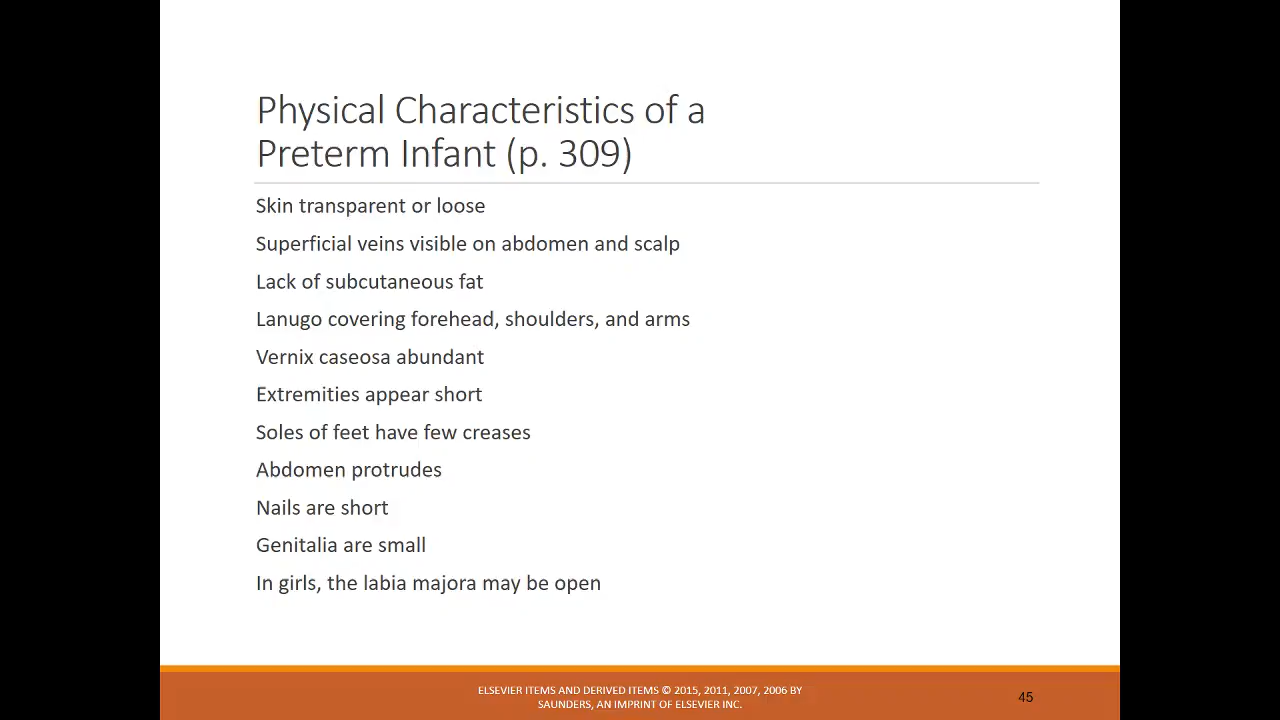 Physical Characteristics of a
Preterm Infant (p. 309)
Skin transparent or loose
Superficial veins visible on abdomen and scalp
Lack of subcutaneous fat
Lanugo covering forehead, shoulders, and arms
Vernix caseosa abundant
Extremities appear short
Soles of feet have few creases
Abdomen protrudes
Nails are short
Genitalia are small
In girls, the labia majora may be open
ELSEVIER ITEMS AND DERIVED ITEMS © 2015, 2011, 2007, 2006 BY
SAUNDERS, AN IMPRINT OF ELSEVIER INC.
45